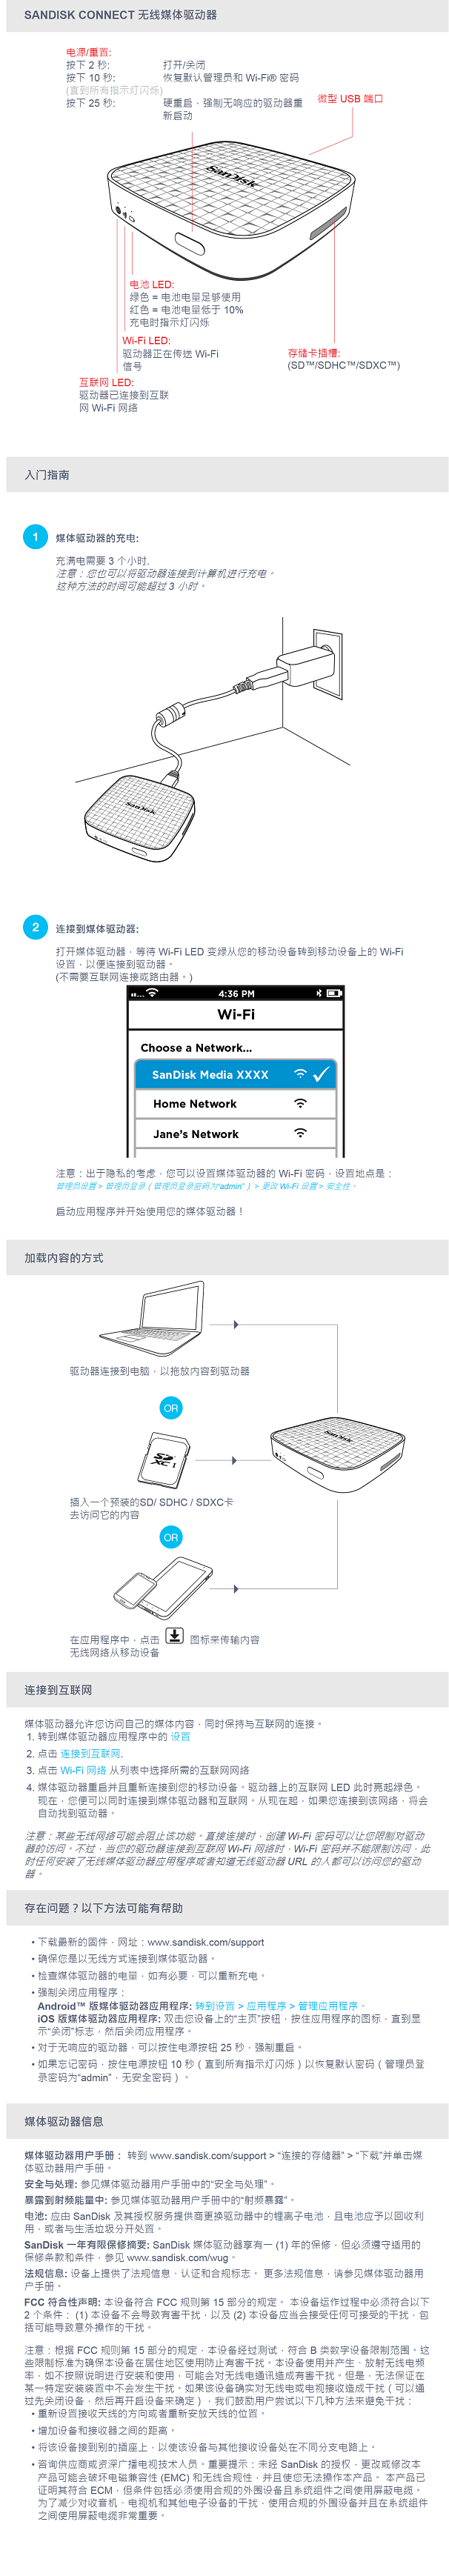 SANDISK CONNECT 无线媒体驱动器
电源/重置:
按下 2 秒: 打开/关闭
按下 10 秒: 恢复默认管理员和 Wi-Fi® 密码
(直到所有指示灯闪烁)
按下 25 秒: 硬重启、强制无响应的驱动器重
新启动
微型 USB 端口
SanDisk
电池 LED:
绿色 = 电池电量足够使用
红色 = 电池电量低于 10%
充电时指示灯闪烁
Wi-Fi LED:
驱动器正在传送 Wi-Fi
信号
存储卡插槽:
(SD™/SDHC™/SDXC™)
互联网 LED:
驱动器已连接到互联
网 Wi-Fi 网络
入门指南
1 媒体驱动器的充电:
充满电需要 3 个小时.
注意：您也可以将驱动器连接到计算机进行充电。
这种方法的时间可能超过 3 小时。
SanDisk
2 连接到媒体驱动器:
打开媒体驱动器，等待 Wi-Fi LED 变绿从您的移动设备转到移动设备上的 Wi-Fi
设置，以便连接到驱动器。
(不需要互联网连接或路由器。)
4:36 PM
Wi-Fi
Choose a Network...
SanDisk Media XXXX
Home Network
Jane's Network
注意：出于隐私的考虑，您可以设置媒体驱动器的 Wi-Fi 密码，设置地点是：
管理员设置 > 管理员登录（管理员登录密码为“admin”）> 更改 Wi-Fi 设置 > 安全性。
启动应用程序并开始使用您的媒体驱动器！
加载内容的方式
驱动器连接到电脑，以拖放内容到驱动器
OR
SD
XC I
SanDisk
插入一个预装的SD/ SDHC / SDXC卡
去访问它的内容
OR
在应用程序中，点击 图标来传输内容
无线网络从移动设备
连接到互联网
媒体驱动器允许您访问自己的媒体内容，同时保持与互联网的连接。
1. 转到媒体驱动器应用程序中的 设置
2. 点击 连接到互联网.
3. 点击 Wi-Fi 网络 从列表中选择所需的互联网网络
4. 媒体驱动器重启并且重新连接到您的移动设备。驱动器上的互联网 LED 此时亮起绿色。
现在，您便可以同时连接到媒体驱动器和互联网。从现在起，如果您连接到该网络，将会
自动找到驱动器。
注意：某些无线网络可能会阻止该功能。直接连接时，创建 Wi-Fi 密码可以让您限制对驱动
器的访问。不过，当您的驱动器连接到互联网 Wi-Fi 网络时，Wi-Fi 密码并不能限制访问，此
时任何安装了无线媒体驱动器应用程序或者知道无线驱动器 URL 的人都可以访问您的驱动
器。
存在问题？以下方法可能有帮助
• 下载最新的固件，网址：www.sandisk.com/support
• 确保您是以无线方式连接到媒体驱动器。
• 检查媒体驱动器的电量，如有必要，可以重新充电。
• 强制关闭应用程序：
Android™ 版媒体驱动器应用程序: 转到设置 > 应用程序 > 管理应用程序。
iOS 版媒体驱动器应用程序: 双击您设备上的“主页”按钮，按住应用程序的图标，直到显
示“关闭”标志，然后关闭应用程序。
• 对于无响应的驱动器，可以按住电源按钮 25 秒，强制重启。
• 如果忘记密码，按住电源按钮 10 秒（直到所有指示灯闪烁）以恢复默认密码（管理员登
录密码为“admin”，无安全密码）。
媒体驱动器信息
媒体驱动器用户手册： 转到 www.sandisk.com/support > “连接的存储器” > “下载”并单击媒
体驱动器用户手册。
安全与处理: 参见媒体驱动器用户手册中的“安全与处理”。
暴露到射频能量中: 参见媒体驱动器用户手册中的“射频暴露”。
电池: 应由 SanDisk 及其授权服务提供商更换驱动器中的锂离子电池，且电池应予以回收利
用，或者与生活垃圾分开处置。
SanDisk 一年有限保修摘要: SanDisk 媒体驱动器享有一 (1) 年的保修，但必须遵守适用的
保修条款和条件，参见 www.sandisk.com/wug。
法规信息: 设备上提供了法规信息、认证和合规标志。 更多法规信息，请参见媒体驱动器用
户手册。
FCC 符合性声明: 本设备符合 FCC 规则第 15 部分的规定。 本设备运作过程中必须符合以下
2 个条件： (1) 本设备不会导致有害干扰，以及 (2) 本设备应当会接受任何可接受的干扰，包
括可能导致意外操作的干扰。
注意：根据 FCC 规则第 15 部分的规定，本设备经过测试，符合 B 类数字设备限制范围。这
些限制标准为确保本设备在居住地区使用防止有害干扰。本设备使用并产生、放射无线电频
率，如不按照说明进行安装和使用，可能会对无线电通讯造成有害干扰。但是，无法保证在
某一特定安装装置中不会发生干扰。如果该设备确实对无线电或电视接收造成干扰（可以通
过先关闭设备，然后再开启设备来确定），我们鼓励用户尝试以下几种方法来避免干扰：
• 重新设置接收天线的方向或者重新安放天线的位置。
• 增加设备和接收器之间的距离。
• 将该设备接到别的插座上，以使该设备与其他接收设备处在不同分支电路上。
• 咨询供应商或资深广播电视技术人员。重要提示：未经 SanDisk 的授权，更改或修改本
产品可能会破坏电磁兼容性 (EMC) 和无线合规性，并且使您无法操作本产品。 本产品已
证明其符合 ECM，但条件包括必须使用合规的外围设备且系统组件之间使用屏蔽电缆。
为了减少对收音机、电视机和其他电子设备的干扰，使用合规的外围设备并且在系统组件
之间使用屏蔽电缆非常重要。